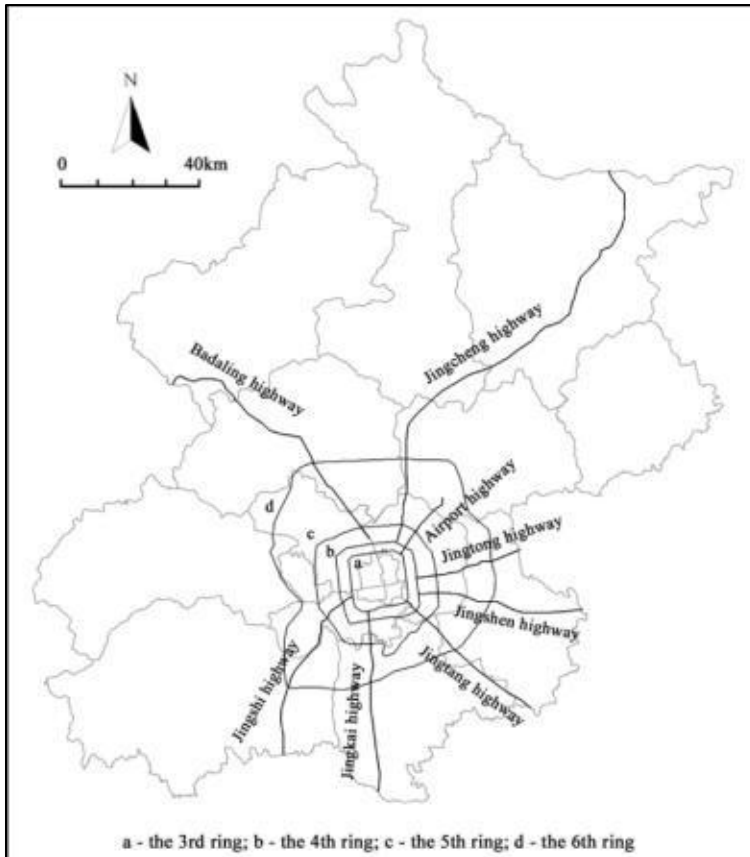 N
0 40km
Badaling highway
Jingcheng highway
Airport highway
d
c
b
a
Jingtong highway
Jingshen highway
Jingtang highway
Jingshi highway
Jingkai highway
a - the 3rd ring; b - the 4th ring; c - the 5th ring; d - the 6th ring